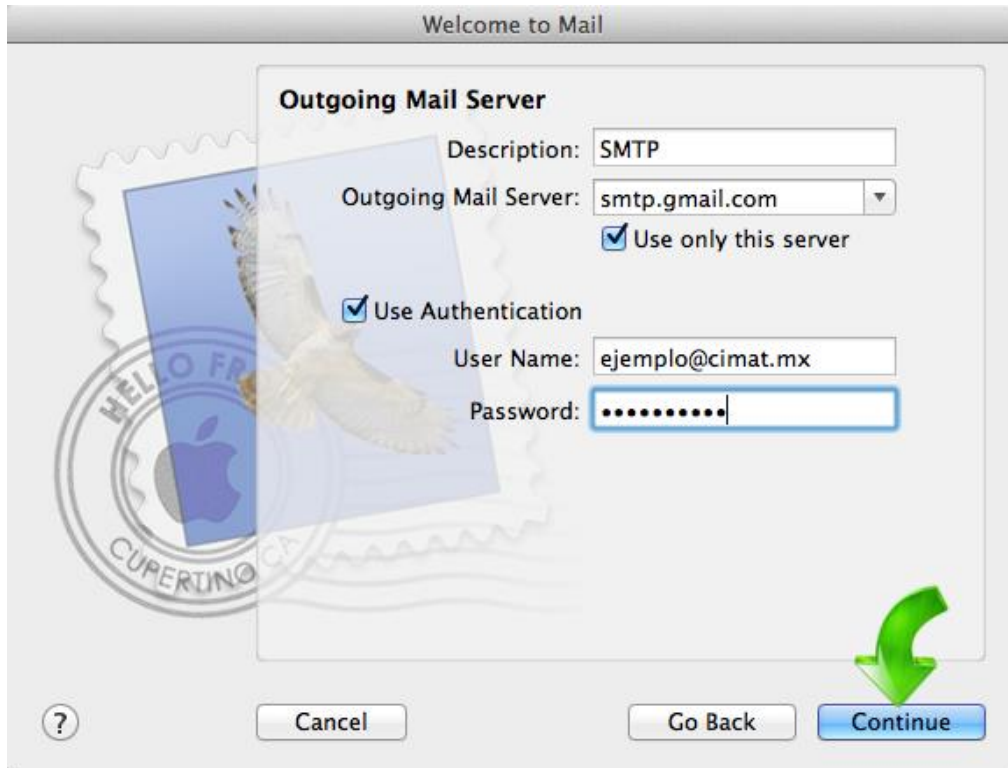 Welcome to Mail
Outgoing Mail Server
Description: SMTP
Outgoing Mail Server: smtp.gmail.com
Use only this server
Use Authentication
User Name: ejemplo@cimat.mx
Password: ••••••••••
HELLO FR
CUPERTINO CA
? Cancel Go Back Continue